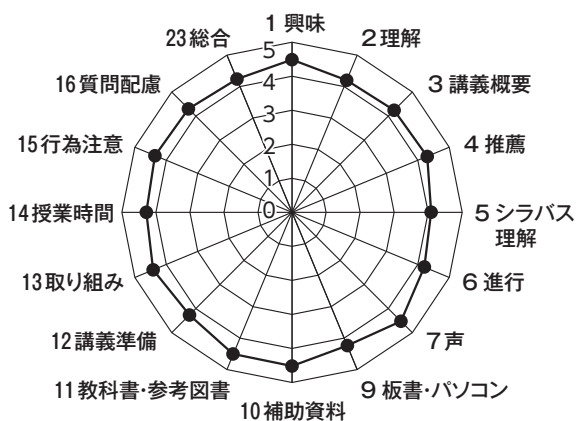 1 興味
2 理解
3 講義概要
4 推薦
5 シラバス
理解
6 進行
7 声
9 板書・パソコン
10 補助資料
11 教科書・参考図書
12 講義準備
13 取り組み
14 授業時間
15 行為注意
16 質問配慮
23 総合
5
4
3
2
1
0